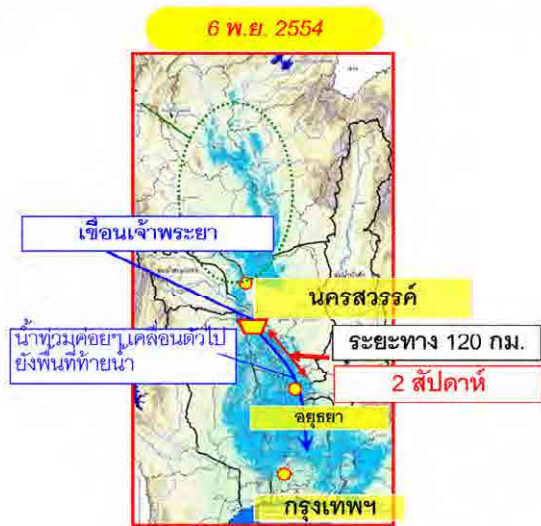 6 พ.ย. 2554
เขื่อนเจ้าพระยา
นครสวรรค์
น้ำท่วมค่อยๆ เคลื่อนตัวไป
ยังพื้นที่ท้ายน้ำ
ระยะทาง 120 กม.
2 สัปดาห์
อยุธยา
กรุงเทพฯ